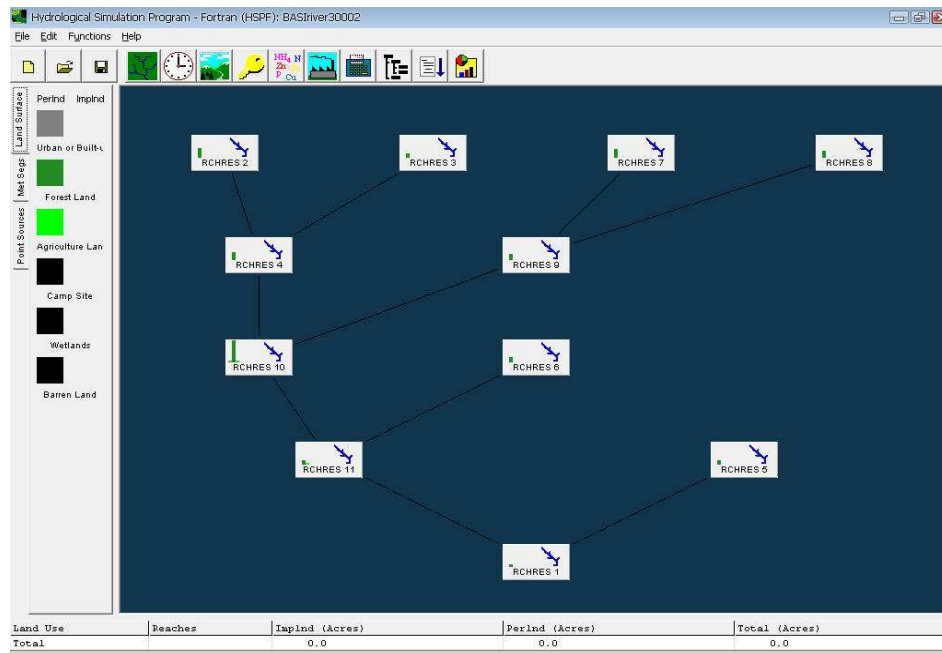 Hydrological Simulation Program - Fortran (HSPF): BASIriver30002
File Edit Functions Help
NH4 N
Zn
P Cu
Land Surface
Met Segs
Point Sources
PerInd ImpInd
Urban or Built-u
Forest Land
Agriculture Lan
Camp Site
Wetlands
Barren Land
RCHRES 2 RCHRES 3 RCHRES 7 RCHRES 8
RCHRES 4 RCHRES 9
RCHRES 10 RCHRES 6
RCHRES 11 RCHRES 5
RCHRES 1
Land Use Reaches ImpInd (Acres) PerInd (Acres) Total (Acres)
Total 0.0 0.0 0.0